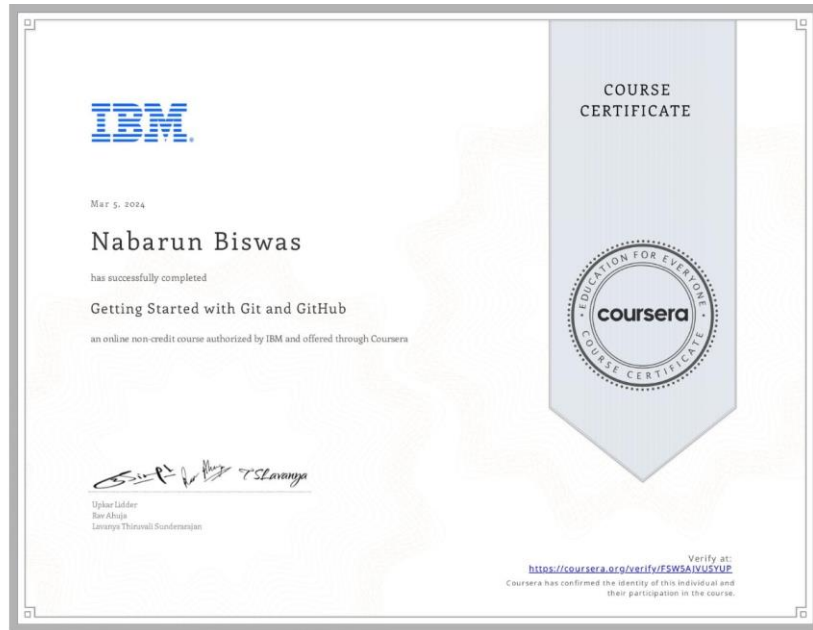 COURSE
CERTIFICATE
IBM.
Mar 5, 2024
Nabarun Biswas
has successfully completed
Getting Started with Git and GitHub
an online non-credit course authorized by IBM and offered through Coursera
EDUCATION FOR EVERYONE
coursera
COURSE CERTIFICATE
TSLavanya
Upkar Lidder
Rav Ahuja
Lavanya Thiruvali Sunderarajan
Verify at:
https://coursera.org/verify/FSWSAJVUSYUP
Coursera has confirmed the identity of this individual and
their participation in the course.